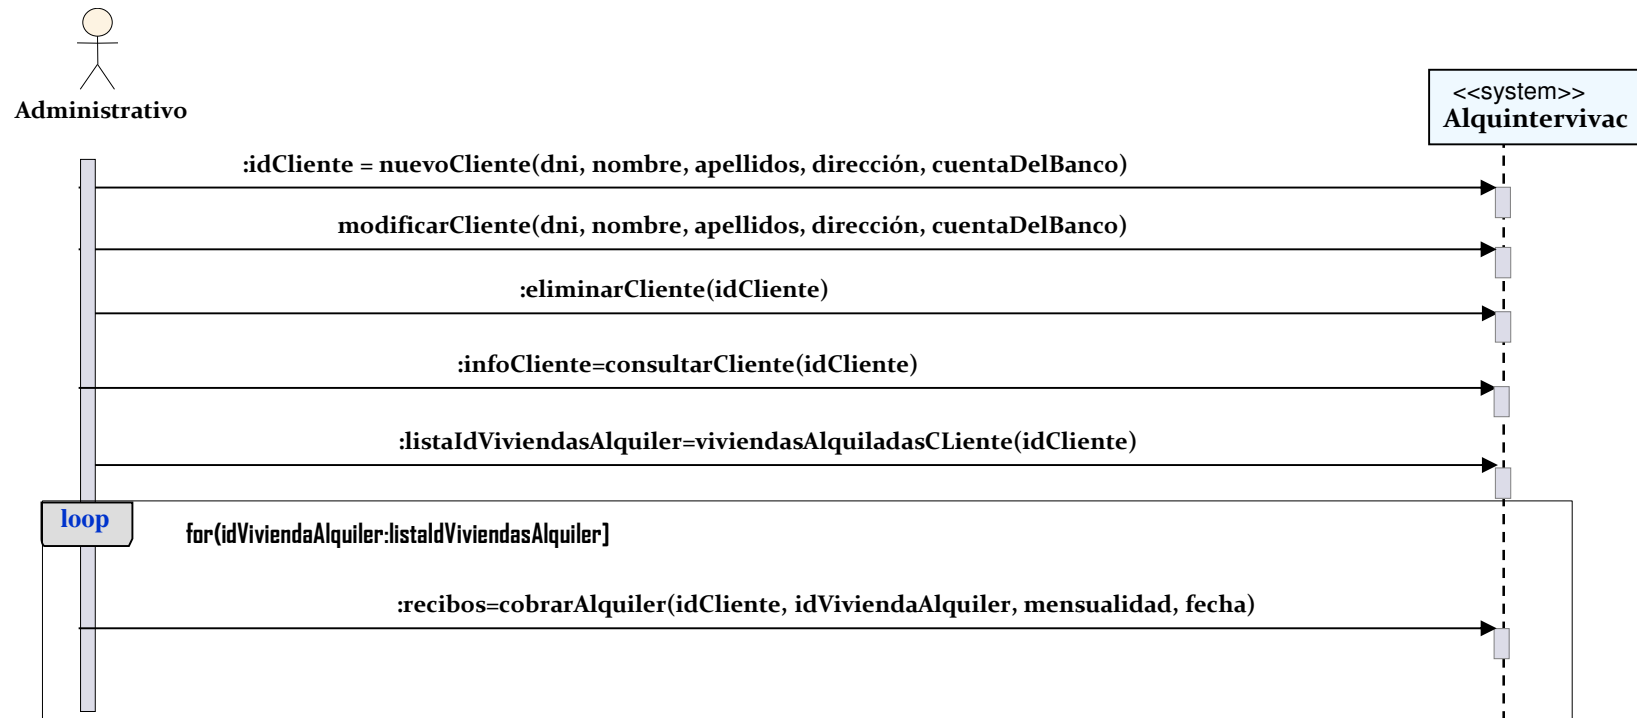 Administrativo
<<system>>
Alquintervivac
:idCliente = nuevoCliente(dni, nombre, apellidos, dirección, cuentaDelBanco)
modificarCliente(dni, nombre, apellidos, dirección, cuentaDelBanco)
:eliminarCliente(idCliente)
:infoCliente=consultarCliente(idCliente)
:listaIdViviendasAlquiler=viviendasAlquiladasCLiente(idCliente)
loop
for(idViviendaAlquiler:listaIdViviendasAlquiler]
:recibos=cobrarAlquiler(idCliente, idViviendaAlquiler, mensualidad, fecha)